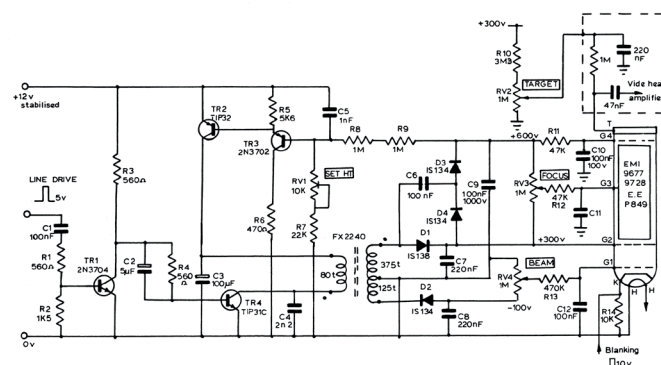 +300v
R10
3M3
1M
220
nF
TARGET
RV2
1M
47nF
Vide hea
amplifie
+12v
stabilised
TR2
TIP32
R5
5K6
C5
1nF
TR3
2N3702
R8
1M
R9
1M
+600v
R11
47K
T
G4
C10
100nF
100v
LINE DRIVE
5v
R3
560Ω
RV1
10K
SET HT
C6
100nF
D3
IS134
D4
IS134
C9
100nF
1000v
RV3
1M
FOCUS
47K
R12
G3
C11
EMI
9677
9728
E.E
P849
C1
100nF
R1
560Ω
R6
470Ω
R7
22K
FX2240
D1
IS138
+300v
G2
TR1
2N3704
C2
5µF
R4
560
Ω
C3
100µF
80t
375t
125t
C7
220nF
RV4
1M
BEAM
470K
R13
G1
R2
1K5
TR4
TIP31C
C4
2n2
D2
IS134
-100v
C8
220nF
C12
100nF
K
H
H
R14
10K
0v
Blanking
10v